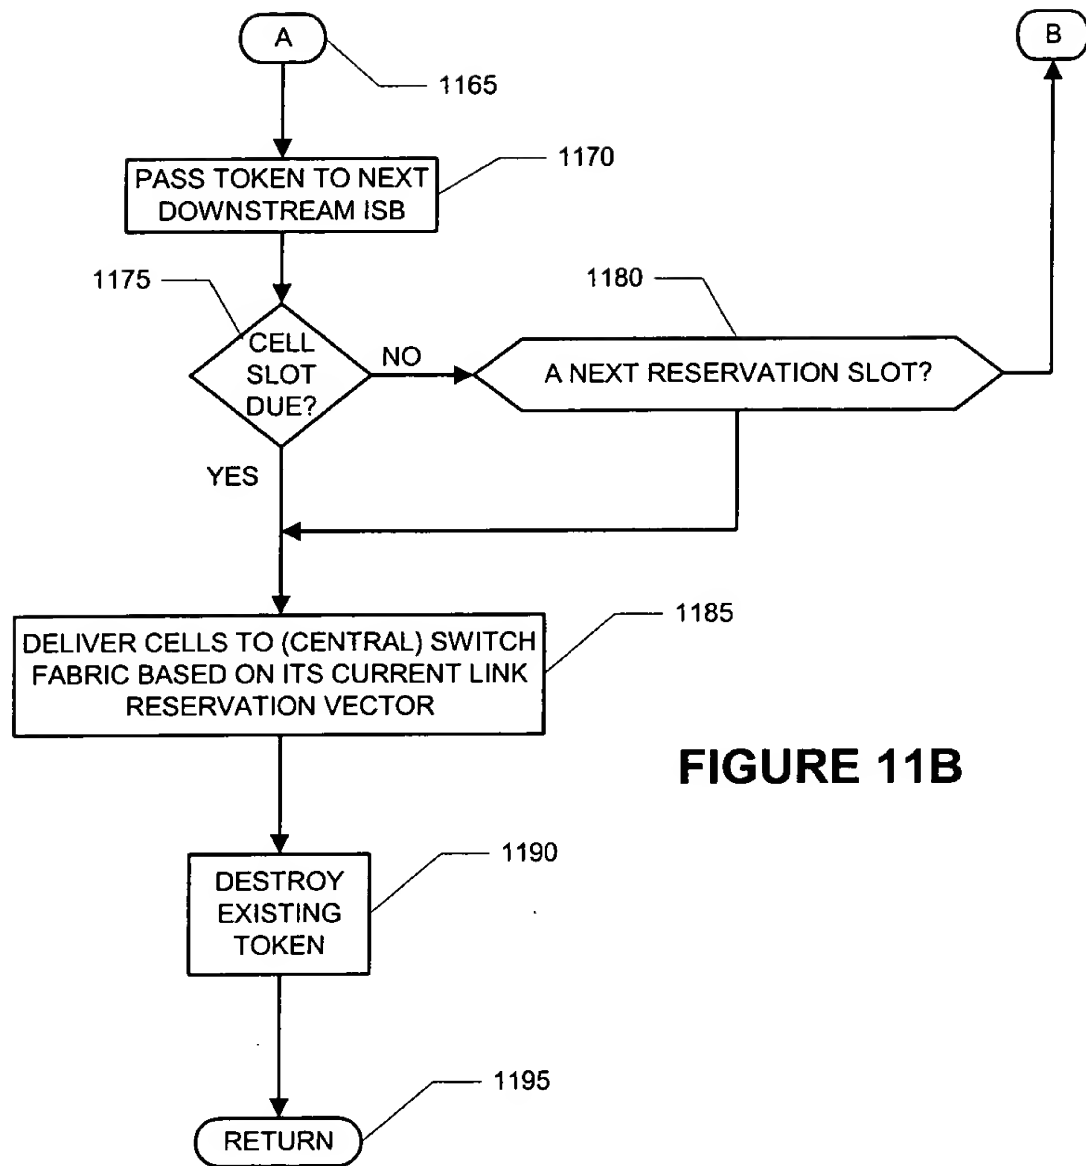 A
B
1165
1170
PASS TOKEN TO NEXT
DOWNSTREAM ISB
1175
1180
CELL
SLOT
DUE?
NO
A NEXT RESERVATION SLOT?
YES
1185
DELIVER CELLS TO (CENTRAL) SWITCH
FABRIC BASED ON ITS CURRENT LINK
RESERVATION VECTOR
FIGURE 11B
1190
DESTROY
EXISTING
TOKEN
1195
RETURN